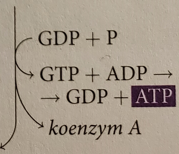 GDP + P
GTP + ADP →
→ GDP + ATP
koenzym A